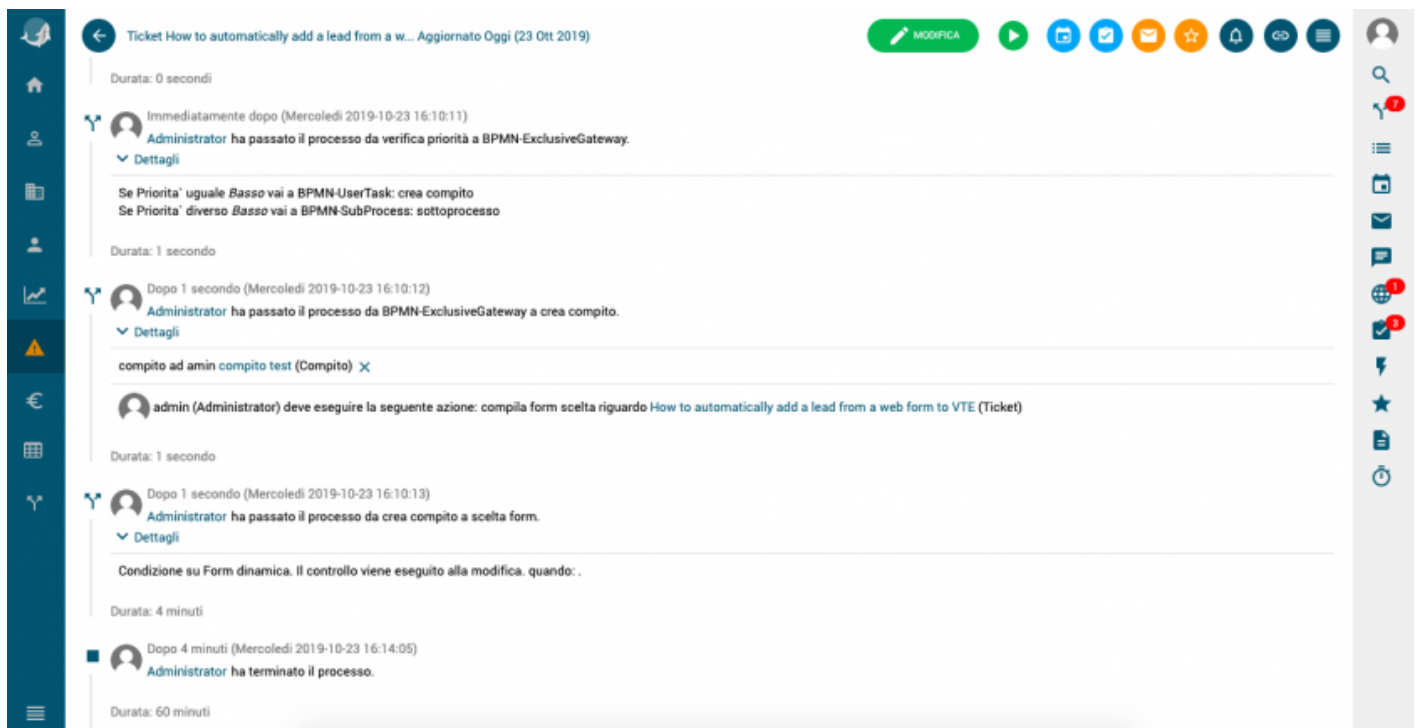 Ticket How to automatically add a lead from a w... Aggiornato Oggi (23 Ott 2019)
MODIFICA
Durata: 0 secondi
Immediatamente dopo (Mercoledì 2019-10-23 16:10:11)
Administrator ha passato il processo da verifica priorità a BPMN-ExclusiveGateway.
Dettagli
Se Priorita` uguale Basso vai a BPMN-UserTask: crea compito
Se Priorita` diverso Basso vai a BPMN-SubProcess: sottoprocesso
Durata: 1 secondo
Dopo 1 secondo (Mercoledì 2019-10-23 16:10:12)
Administrator ha passato il processo da BPMN-ExclusiveGateway a crea compito.
Dettagli
compito ad amin compito test (Compito)
admin (Administrator) deve eseguire la seguente azione: compila form scelta riguardo How to automatically add a lead from a web form to VTE (Ticket)
Durata: 1 secondo
Dopo 1 secondo (Mercoledì 2019-10-23 16:10:13)
Administrator ha passato il processo da crea compito a scelta form.
Dettagli
Condizione su Form dinamica. Il controllo viene eseguito alla modifica. quando: .
Durata: 4 minuti
Dopo 4 minuti (Mercoledì 2019-10-23 16:14:05)
Administrator ha terminato il processo.
Durata: 60 minuti
7
1
3